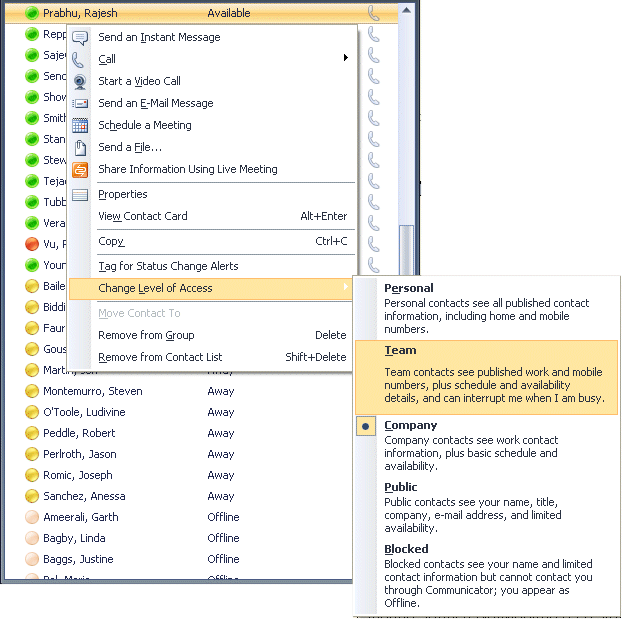 Prabhu, Rajesh Available
Repp
Send an Instant Message
Saje
Call
Send
Start a Video Call
Show
Send an E-Mail Message
Smith
Schedule a Meeting
Stan
Send a File...
Stew
Share Information Using Live Meeting
Teja
Properties
Tubb
View Contact Card Alt+Enter
Vera
Vu, P
Copy Ctrl+C
Youn
Tag for Status Change Alerts
Baile
Change Level of Access
Biddi
Move Contact To
Faur
Remove from Group Delete
Gous
Remove from Contact List Shift+Delete
Montemurro, Steven Away
O'Toole, Ludivine Away
Peddle, Robert Away
Perlroth, Jason Away
Romic, Joseph Away
Sanchez, Anessa Away
Ameerali, Garth Offline
Bagby, Linda Offline
Baggs, Justine Offline
Personal
Personal contacts see all published contact
information, including home and mobile
numbers.
Team
Team contacts see published work and mobile
numbers, plus schedule and availability
details, and can interrupt me when I am busy.
Company
Company contacts see work contact
information, plus basic schedule and
availability.
Public
Public contacts see your name, title,
company, e-mail address, and limited
availability.
Blocked
Blocked contacts see your name and limited
contact information but cannot contact you
through Communicator; you appear as
Offline.